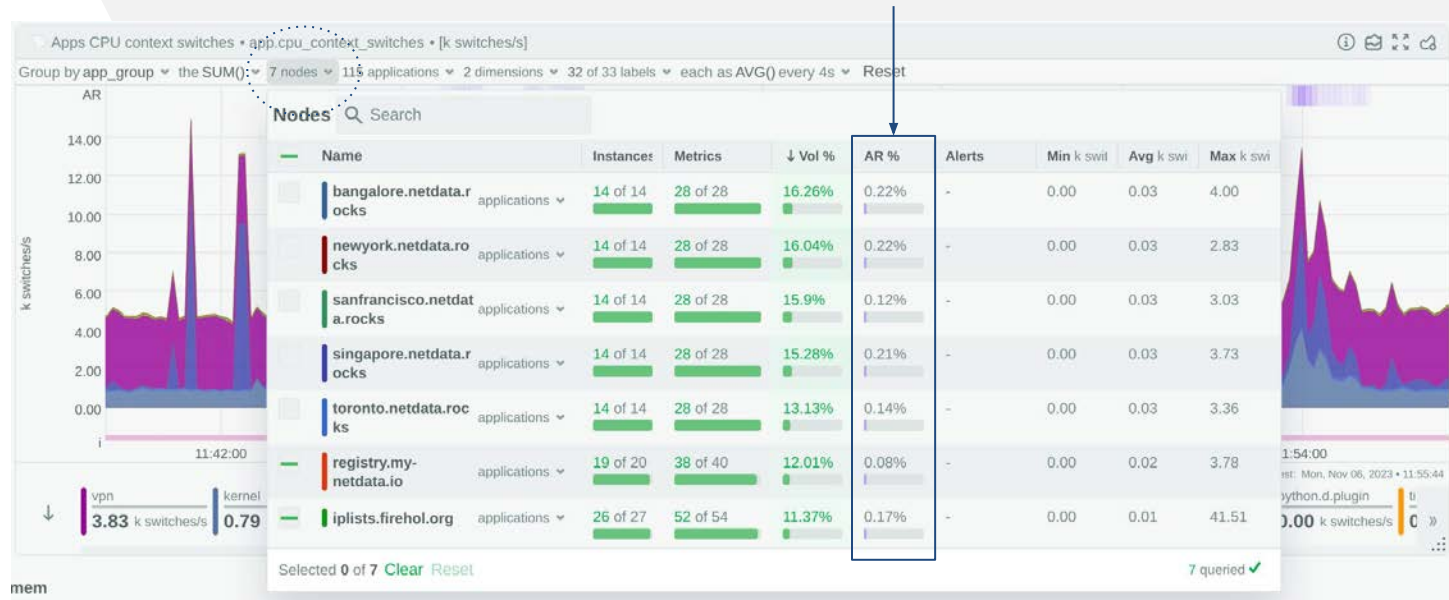 Apps CPU context switches • app.cpu_context_switches • [k switches/s]
Group by app_group the SUM() 7 nodes 115 applications 2 dimensions 32 of 33 labels each as AVG() every 4s Reset
AR
14.00
12.00
10.00
8.00
6.00
4.00
2.00
0.00
k switches/s
i
11:42:00
Nodes Search
Name Instances Metrics ↓ Vol % AR % Alerts Min k swit Avg k swi Max k swi
bangalore.netdata.r
ocks
applications 14 of 14 28 of 28 16.26% 0.22% - 0.00 0.03 4.00
newyork.netdata.ro
cks
applications 14 of 14 28 of 28 16.04% 0.22% - 0.00 0.03 2.83
sanfrancisco.netdat
a.rocks
applications 14 of 14 28 of 28 15.9% 0.12% - 0.00 0.03 3.03
singapore.netdata.r
ocks
applications 14 of 14 28 of 28 15.28% 0.21% - 0.00 0.03 3.73
toronto.netdata.roc
ks
applications 14 of 14 28 of 28 13.13% 0.14% - 0.00 0.03 3.36
registry.my-
netdata.io
applications 19 of 20 38 of 40 12.01% 0.08% - 0.00 0.02 3.78
iplists.firehol.org applications 26 of 27 52 of 54 11.37% 0.17% - 0.00 0.01 41.51
Selected 0 of 7 Clear Reset 7 queried
1:54:00
est: Mon, Nov 06, 2023 • 11:55:44
vpn
3.83 k switches/s
kernel
0.79
ython.d.plugin
0.00 k switches/s
ti
0 »
mem